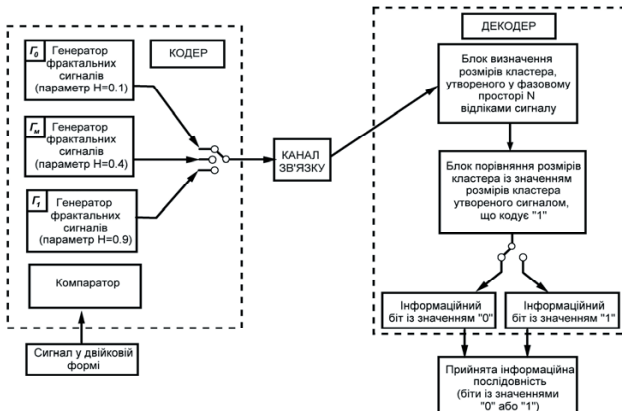 КОДЕР
Г0
Генератор
фрактальних
сигналів
(параметр H=0.1)
Гм
Генератор
фрактальних
сигналів
(параметр H=0.4)
Г1
Генератор
фрактальних
сигналів
(параметр H=0.9)
Компаратор
Сигнал у двійковій
формі
КАНАЛ
ЗВ'ЯЗКУ
ДЕКОДЕР
Блок визначення
розмірів кластера,
утвореного у фазовому
просторі N
відліками сигналу
Блок порівняння розмірів
кластера із значенням
розмірів кластера
утвореного сигналом,
що кодує "1"
Інформаційний
біт із значенням "0"
Інформаційний
біт із значенням "1"
Прийнята інформаційна
послідовність
(біти із значеннями
"0" або "1")